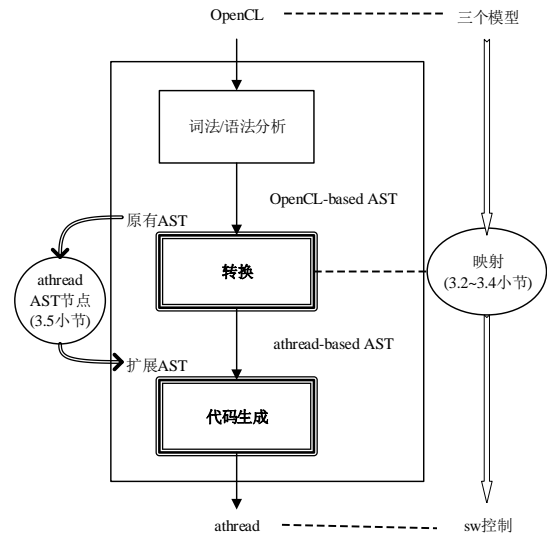 OpenCL
三个模型
词法/语法分析
OpenCL-based AST
原有AST
转换
映射
(3.2~3.4小节)
athread
AST节点
(3.5小节)
athread-based AST
扩展AST
代码生成
athread
sw控制